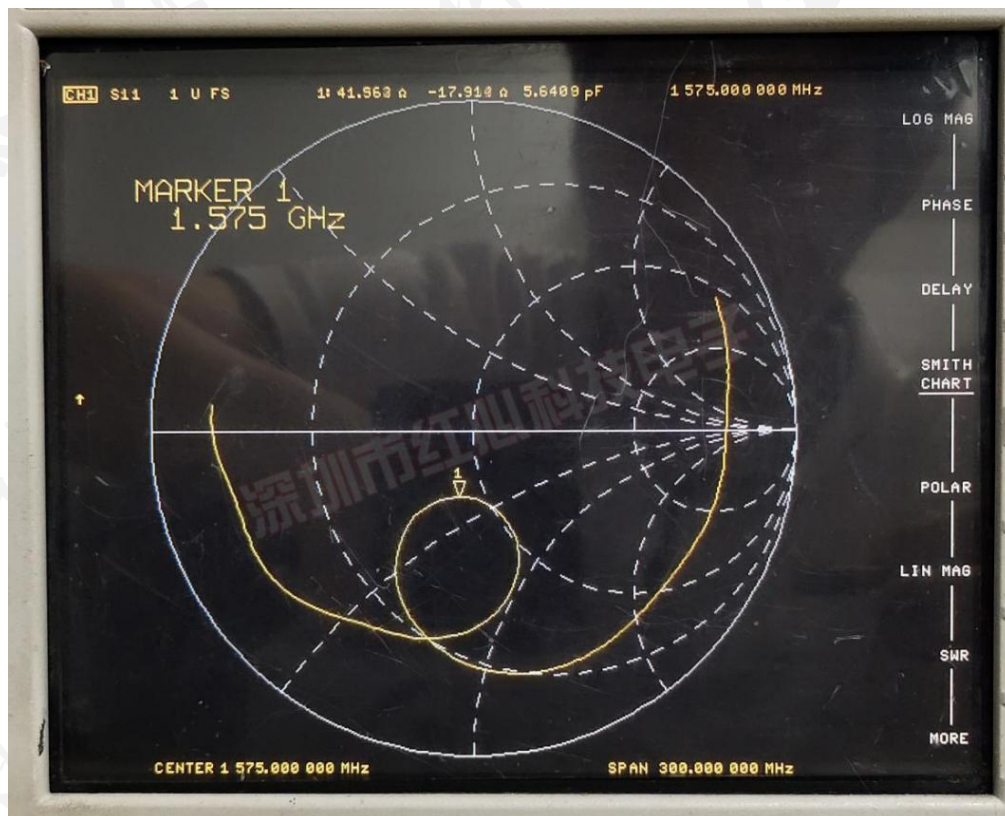 CH1 S11 1 U FS 1: 41.563 Ω -17.914 Ω 5.6409 pF 1 575.000 000 MHz
LOG MAG
MARKER 1
1.575 GHz
PHASE
DELAY
SMITH
CHART
深圳市红心科技电子
1
POLAR
LIN MAG
SWR
MORE
CENTER 1 575.000 000 MHz SPAN 300.000 000 MHz